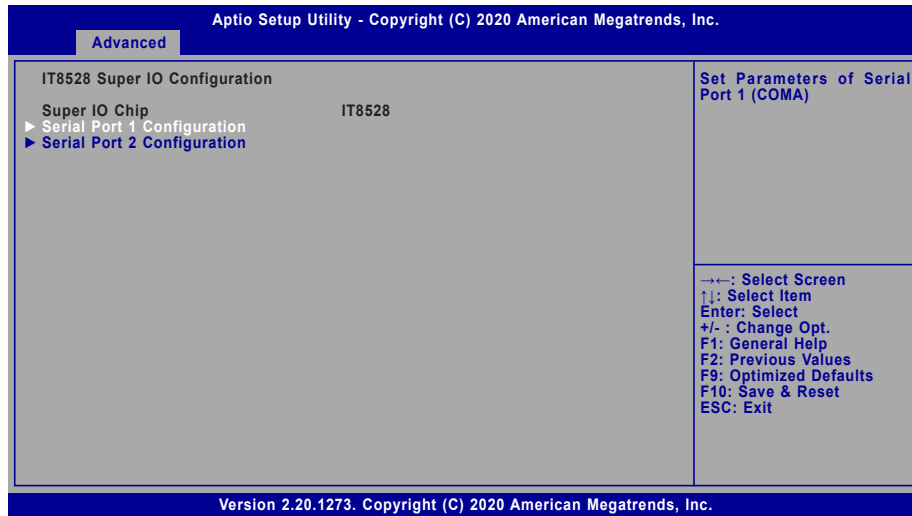 Aptio Setup Utility - Copyright (C) 2020 American Megatrends, Inc.
Advanced
IT8528 Super IO Configuration
Super IO Chip IT8528
▶ Serial Port 1 Configuration
▶ Serial Port 2 Configuration
Set Parameters of Serial
Port 1 (COMA)
→←: Select Screen
↑↓: Select Item
Enter: Select
+/- : Change Opt.
F1: General Help
F2: Previous Values
F9: Optimized Defaults
F10: Save & Reset
ESC: Exit
Version 2.20.1273. Copyright (C) 2020 American Megatrends, Inc.